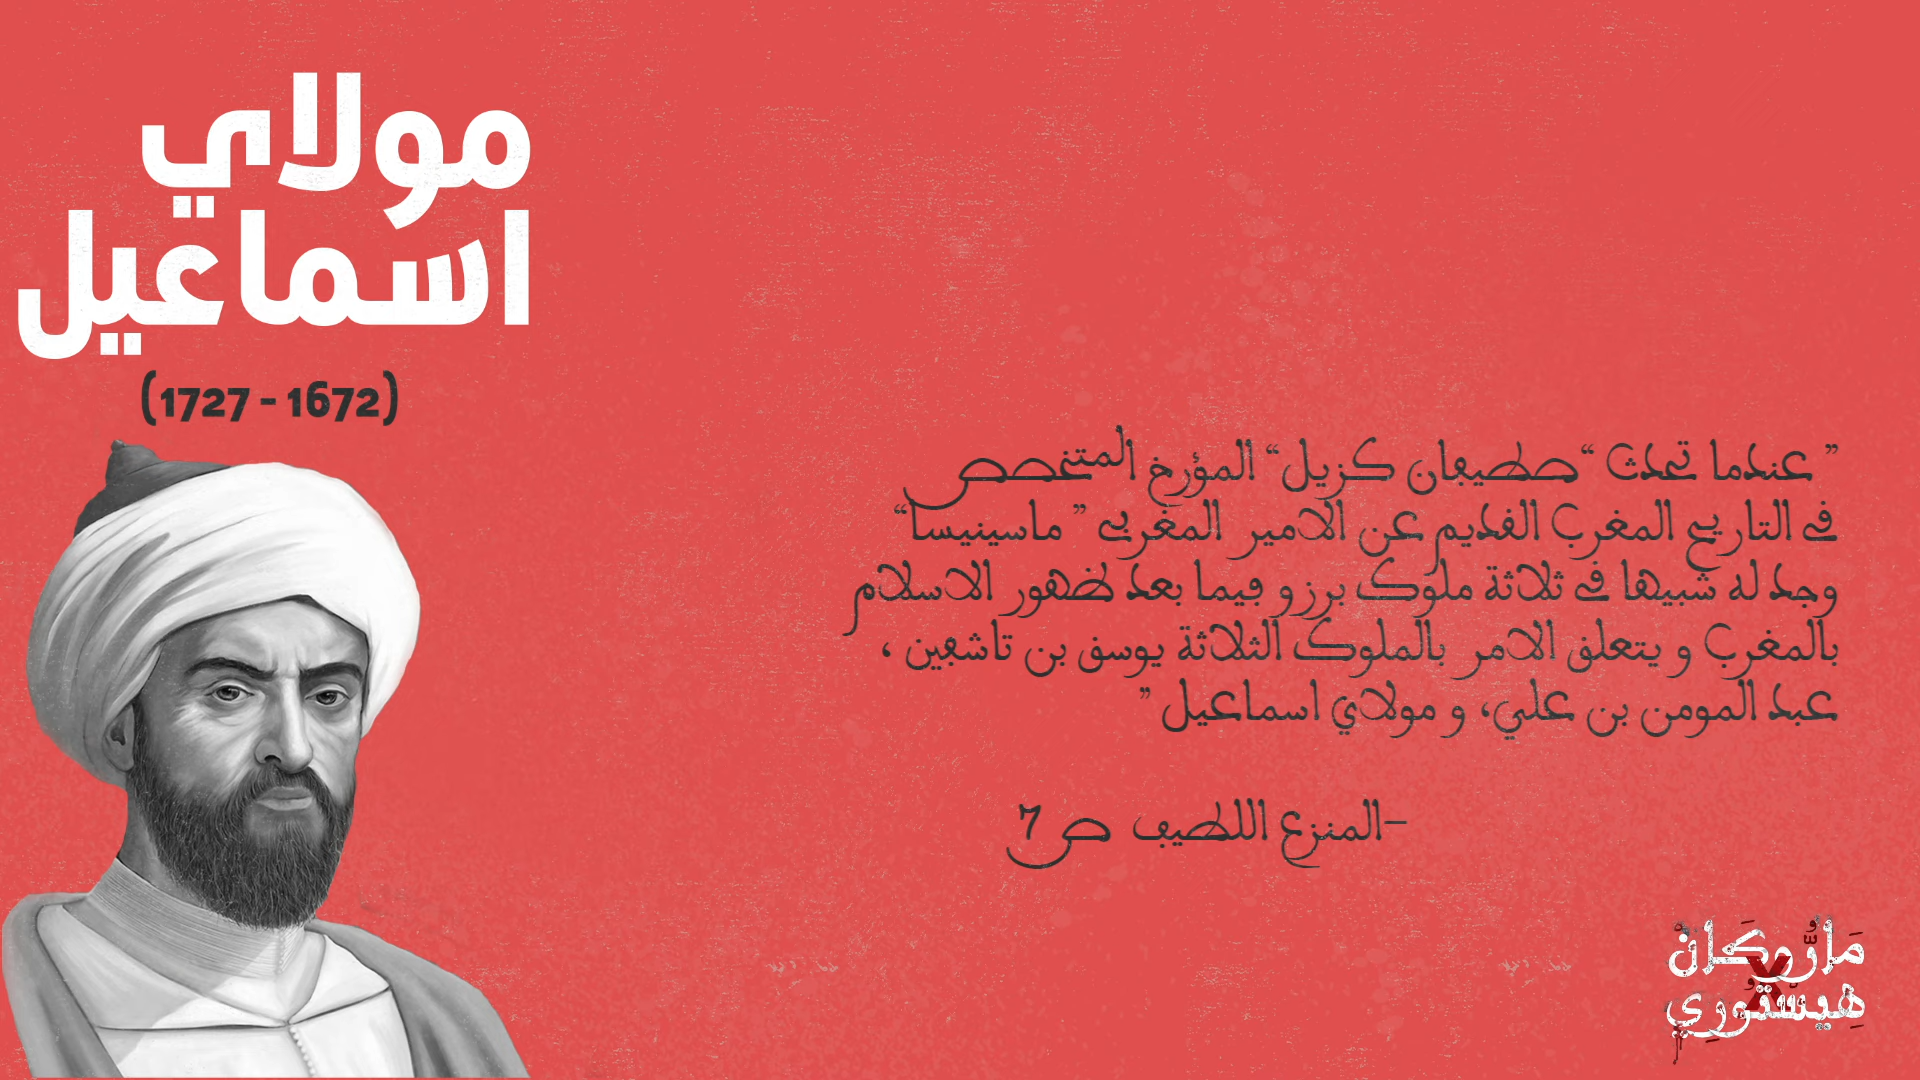 مولاي
اسماعيل
(1672 - 1727)
” عندما تحدث “صطيفان كزيل“ المؤرخ المتخصص
في التاريخ المغرب القديم عن الامير المغربي ” ماسينيسا“
وجد له شبيها في ثلاثة ملوك برزو فيما بعد لظهور الاسلام
بالمغرب و يتعلق الامر بالملوك الثلاثة يوسف بن تاشفين ،
عبد المومن بن علي، و مولاي اسماعيل ”
-المنزع اللطيف ص 7
مَارُّوكَان
X
هِيسْتُورِي